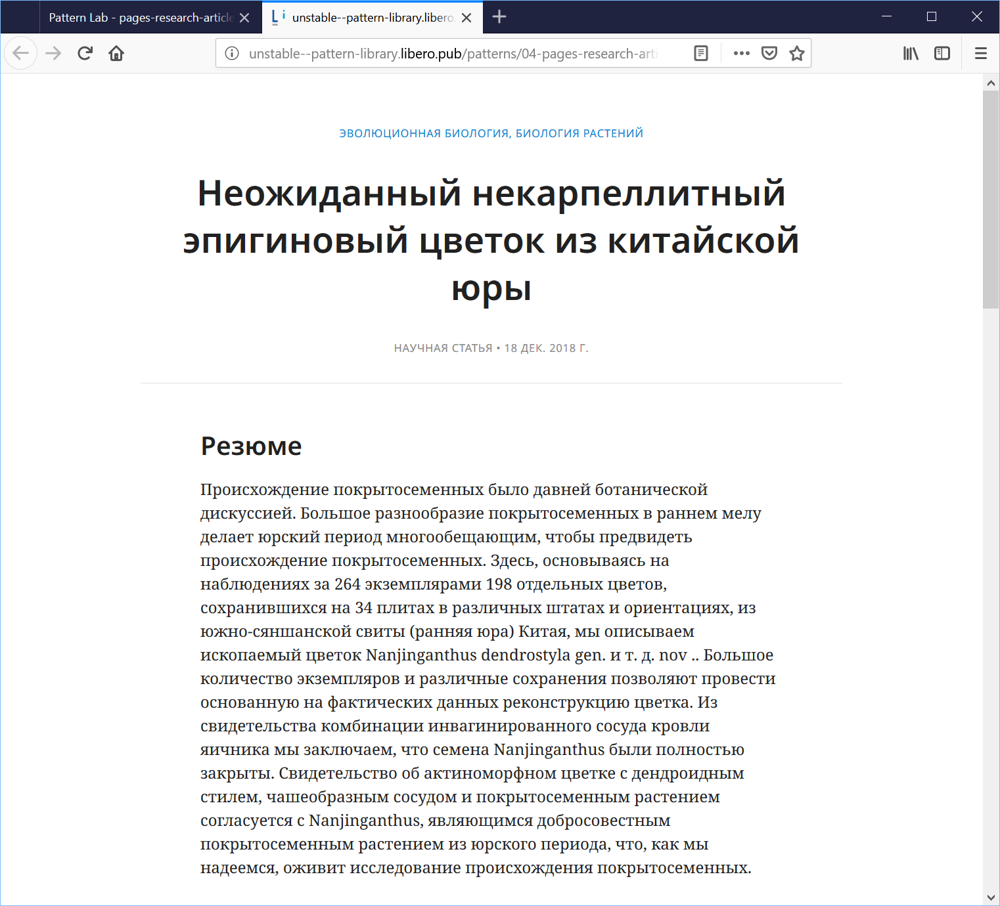 Pattern Lab - pages-research-article
unstable--pattern-library.libero.
unstable--pattern-library.libero.pub/patterns/04-pages-research-arti
ЭВОЛЮЦИОННАЯ БИОЛОГИЯ, БИОЛОГИЯ РАСТЕНИЙ
Неожиданный некарпеллитный
эпигиновый цветок из китайской
юры
НАУЧНАЯ СТАТЬЯ • 18 ДЕК. 2018 Г.
Резюме
Происхождение покрытосеменных было давней ботанической
дискуссией. Большое разнообразие покрытосеменных в раннем мелу
делает юрский период многообещающим, чтобы предвидеть
происхождение покрытосеменных. Здесь, основываясь на
наблюдениях за 264 экземплярами 198 отдельных цветов,
сохранившихся на 34 плитах в различных штатах и ориентациях, из
южно-сяншанской свиты (ранняя юра) Китая, мы описываем
ископаемый цветок Nanjinganthus dendrostyla gen. и т. д. nov .. Большое
количество экземпляров и различные сохранения позволяют провести
основанную на фактических данных реконструкцию цветка. Из
свидетельства комбинации инвагинированного сосуда кровли
яичника мы заключаем, что семена Nanjinganthus были полностью
закрыты. Свидетельство об актиноморфном цветке с дендроидным
стилем, чашеобразным сосудом и покрытосеменным растением
согласуется с Nanjinganthus, являющимся добросовестным
покрытосеменным растением из юрского периода, что, как мы
надеемся, оживит исследование происхождения покрытосеменных.